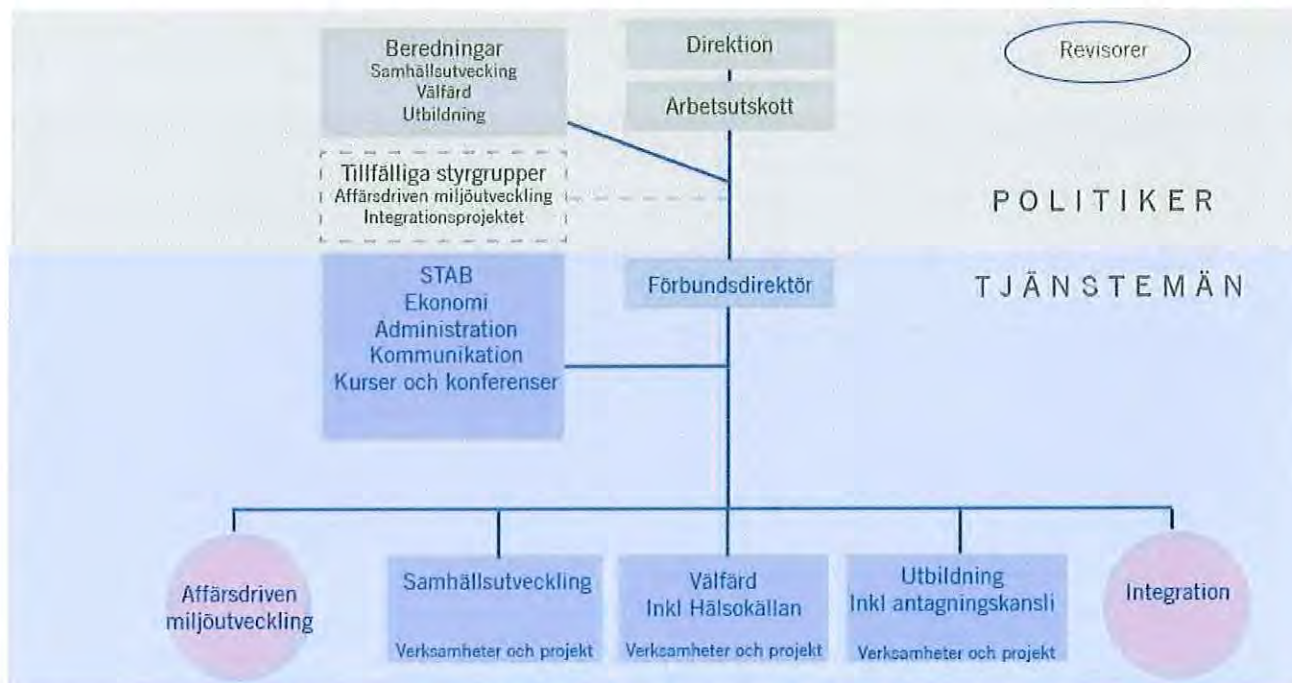 Beredningar
Samhällsutvecking
Välfärd
Utbildning
Direktion
Arbetsutskott
Revisorer
Tillfälliga styrgrupper
Affärsdriven miljöutveckling
Integrationsprojektet
POLITIKER
STAB
Ekonomi
Administration
Kommunikation
Kurser och konferenser
Förbundsdirektör
TJÄNSTEMÄN
Affärsdriven
miljöutveckling
Samhällsutveckling
Verksamheter och projekt
Välfärd
Inkl Hälsokällan
Verksamheter och projekt
Utbildning
Inkl antagningskansli
Verksamheter och projekt
Integration